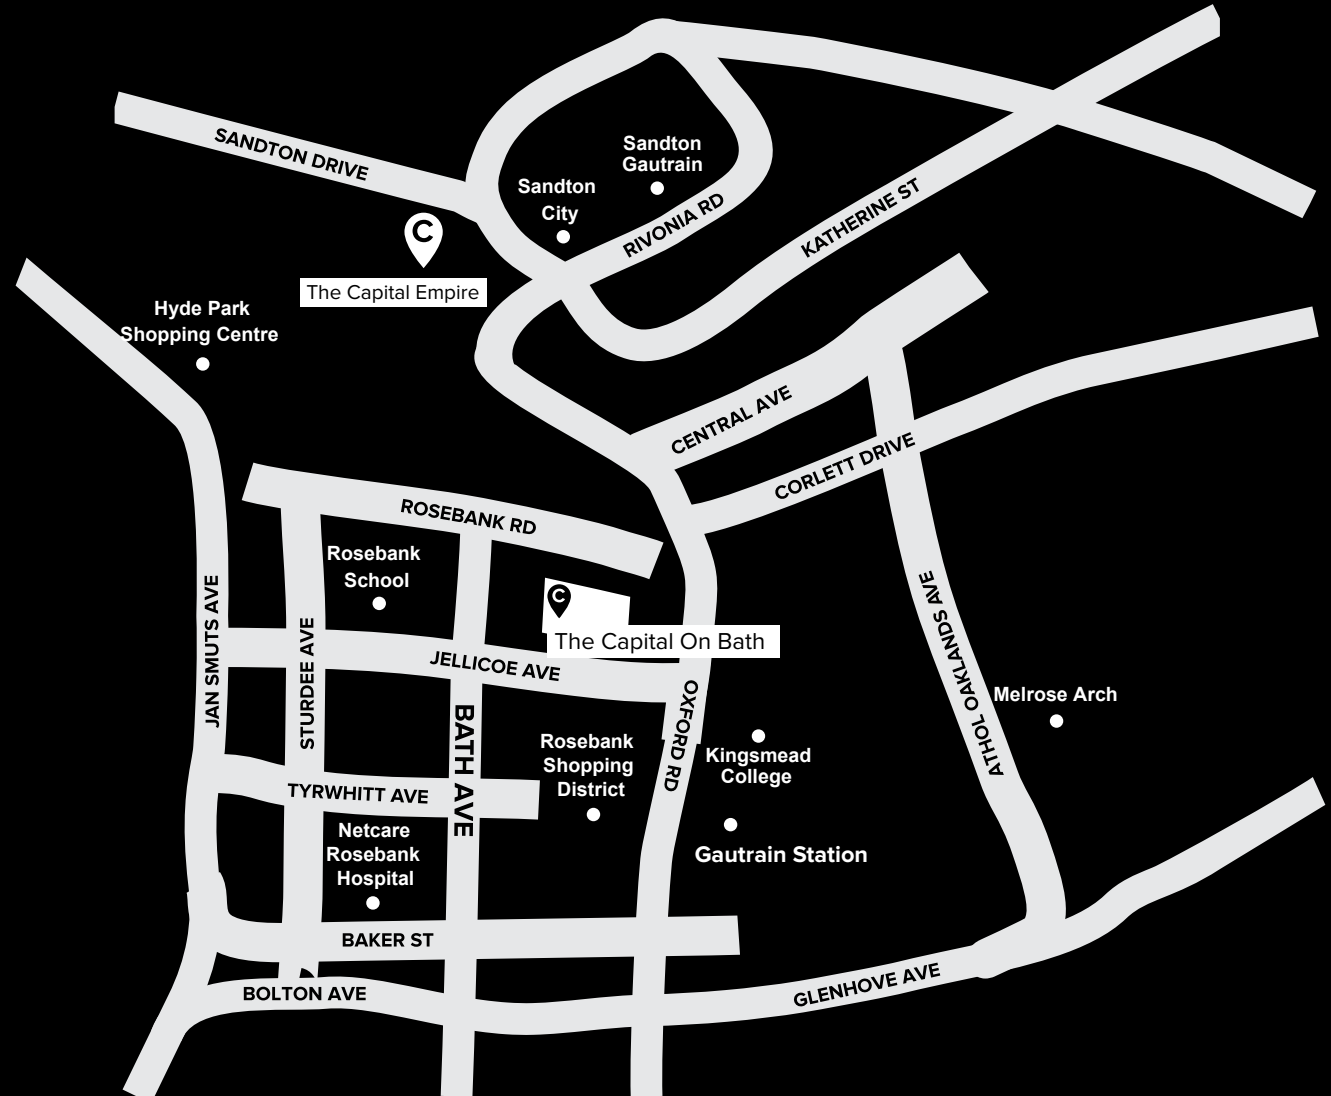 SANDTON DRIVE
Sandton
Gautrain
Sandton
City
RIVONIA RD
KATHERINE ST
C
The Capital Empire
Hyde Park
Shopping Centre
CENTRAL AVE
CORLETT DRIVE
ROSEBANK RD
Rosebank
School
C
The Capital On Bath
JAN SMUTS AVE
STURDEE AVE
JELLICOE AVE
BATH AVE
OXFORD RD
ATHOL OAKLANDS AVE
Melrose Arch
Rosebank
Shopping
District
Kingsmead
College
TYRWHITT AVE
Netcare
Rosebank
Hospital
Gautrain Station
BAKER ST
BOLTON AVE
GLENHOVE AVE